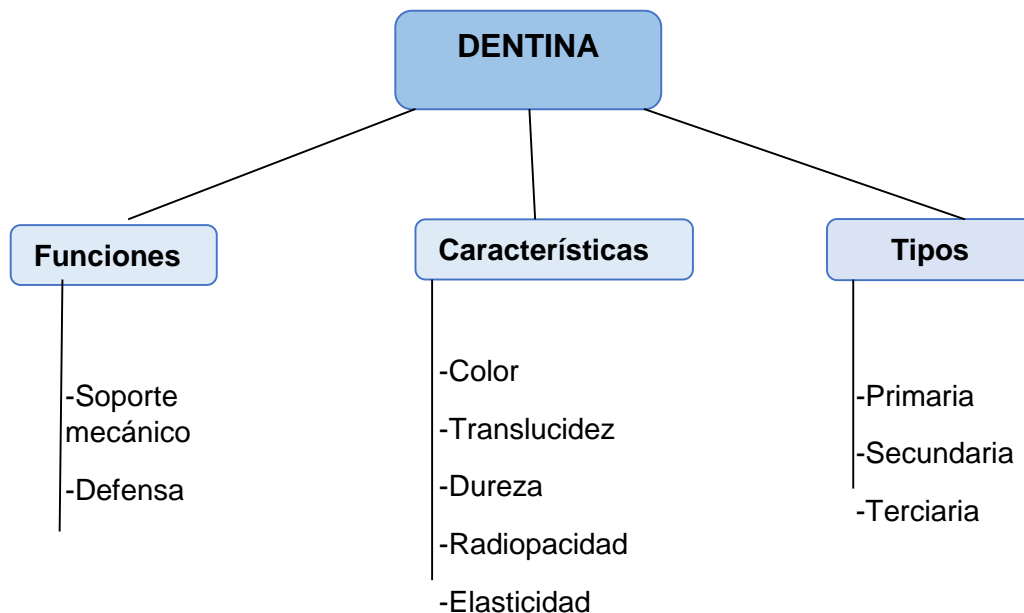 DENTINA
Funciones
-Soporte
mecánico
-Defensa
Características
-Color
-Translucidez
-Dureza
-Radiopacidad
-Elasticidad
Tipos
-Primaria
-Secundaria
-Terciaria